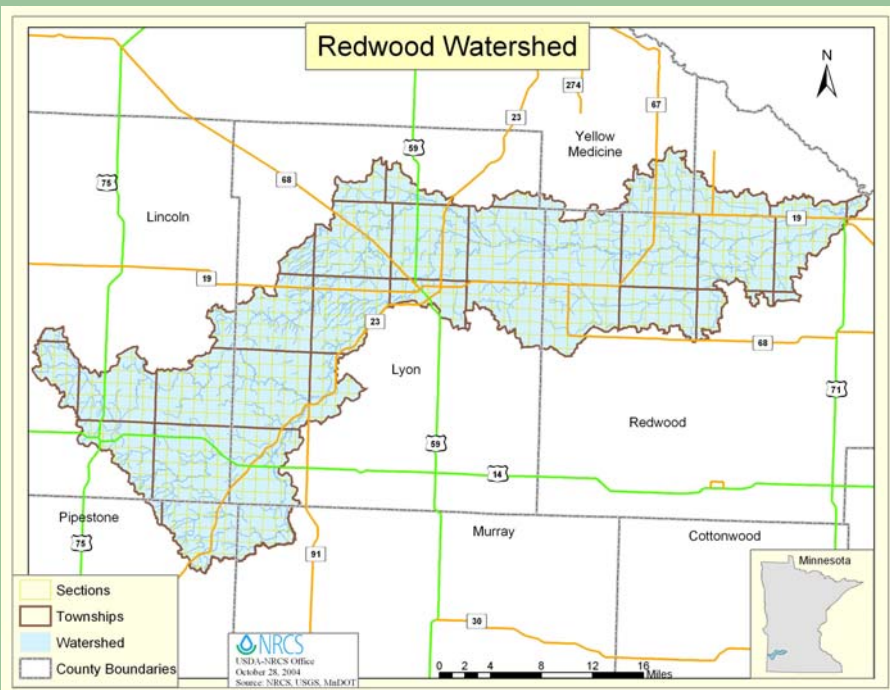 Redwood Watershed
N
274
67
23
59
Yellow
Medicine
75
68
Lincoln
19
19
23
68
Lyon
71
Redwood
59
14
Pipestone
Murray
Cottonwood
75
91
30
Minnesota
Sections
Townships
Watershed
County Boundaries
NRCS
USDA-NRCS Office
October 28, 2004
Source: NRCS, USGS, MnDOT
0 2 4 8 12 16
Miles